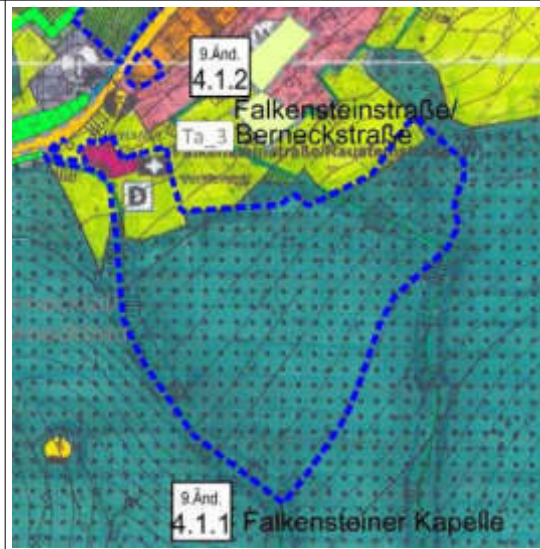 9.Änd.
4.1.2
Falkensteinstraße/
Ta_3 Berneckstraße
D
9.Änd.
4.1.1 Falkensteiner Kapelle